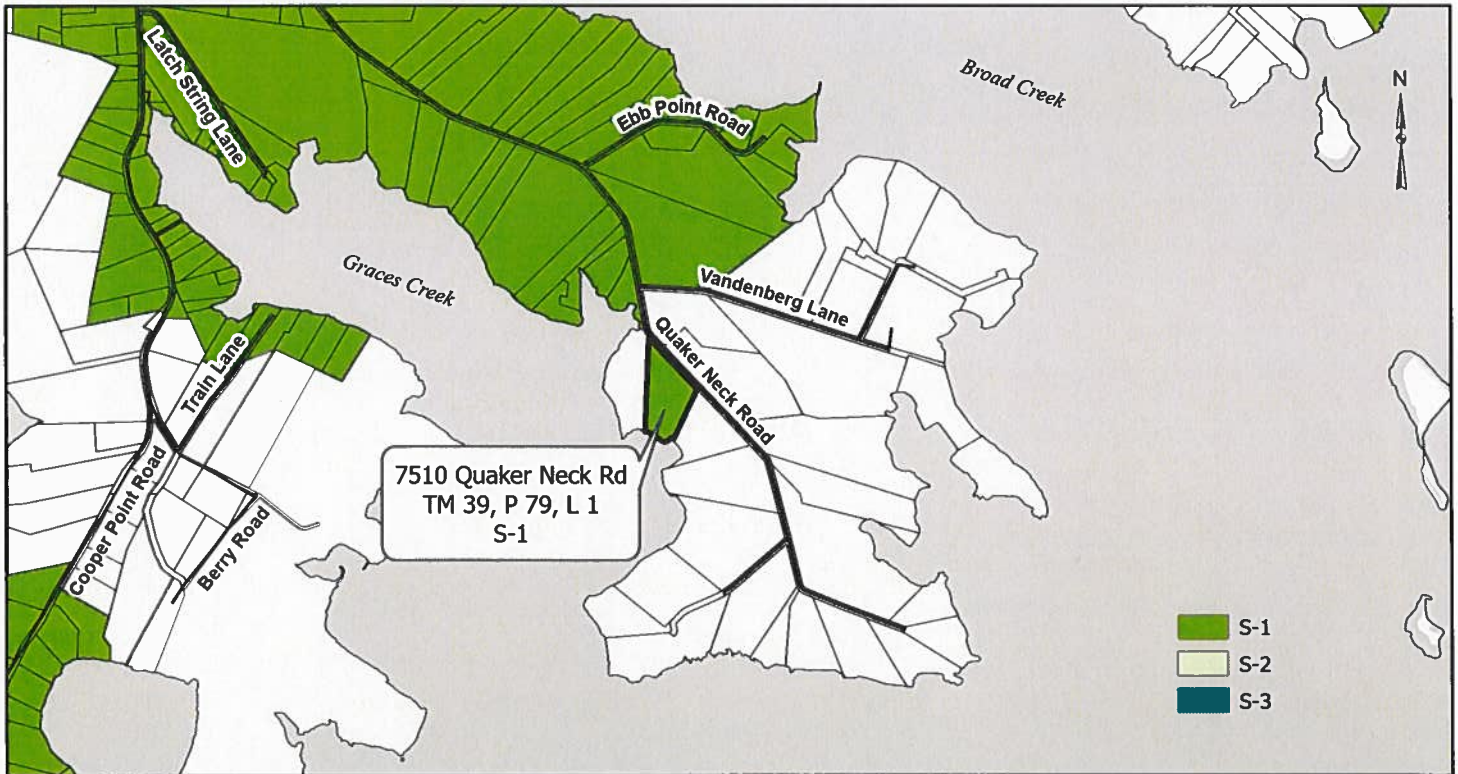 Latch String Lane
Broad Creek
N
Ebb Point Road
Graces Creek
Vandenberg Lane
Quaker Neck Road
Train Lane
7510 Quaker Neck Rd
TM 39, P 79, L 1
S-1
Cooper Point Road
Berry Road
S-1
S-2
S-3